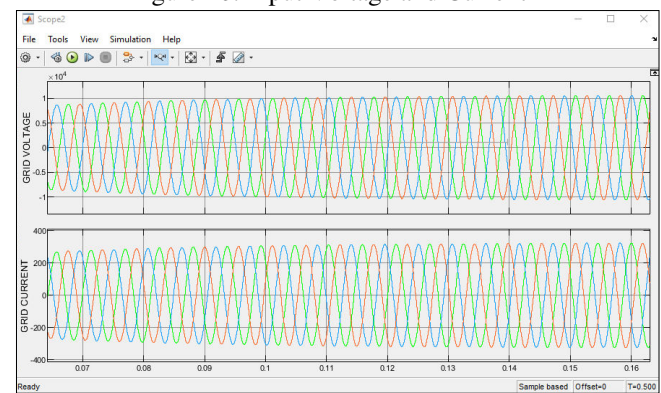 Scope2
File Tools View Simulation Help
×10⁴
1
0.5
0
-0.5
-1
GRID VOLTAGE
400
200
0
-200
-400
GRID CURRENT
0.07 0.08 0.09 0.1 0.11 0.12 0.13 0.14 0.15 0.16
Ready Sample based Offset=0 T=0.500